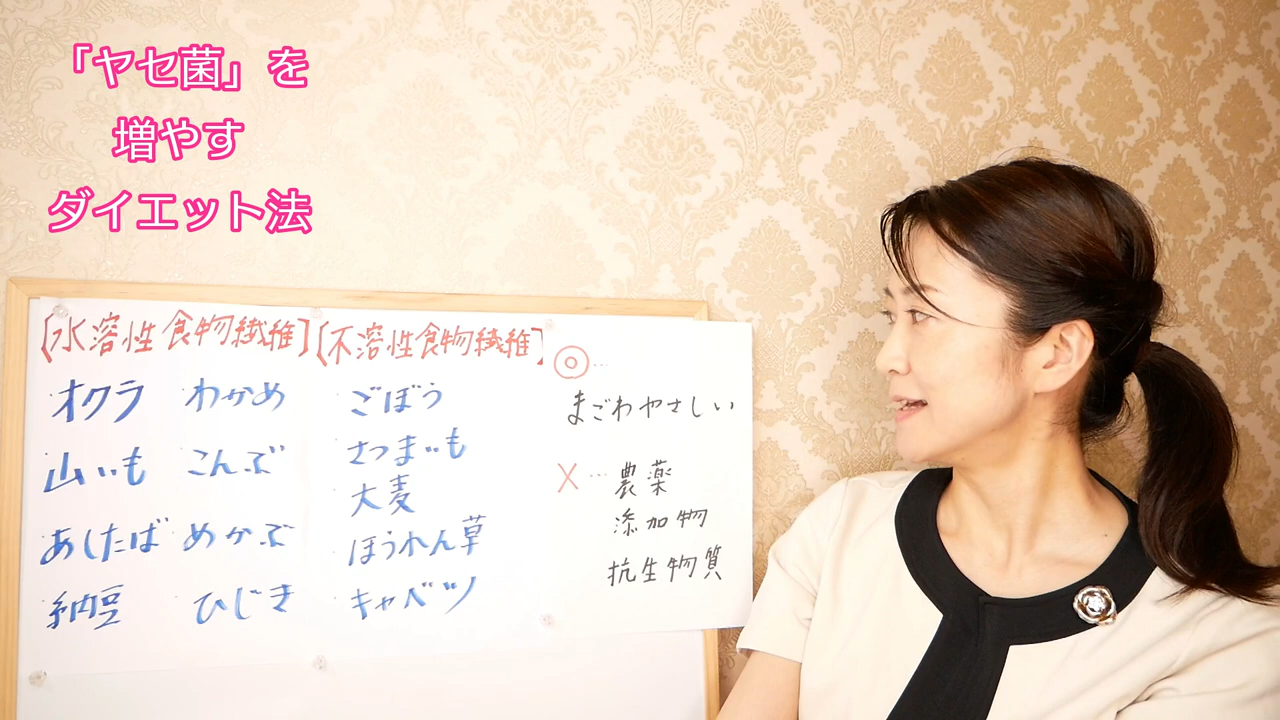 「ヤセ菌」を
増やす
ダイエット法
[水溶性食物繊維]
オクラ わかめ
山いも こんぶ
あしたば めかぶ
納豆 ひじき
[不溶性食物繊維]
ごぼう
さつまいも
大麦
ほうれん草
キャベツ
◎…
まごわやさしい
X…農薬
添加物
抗生物質